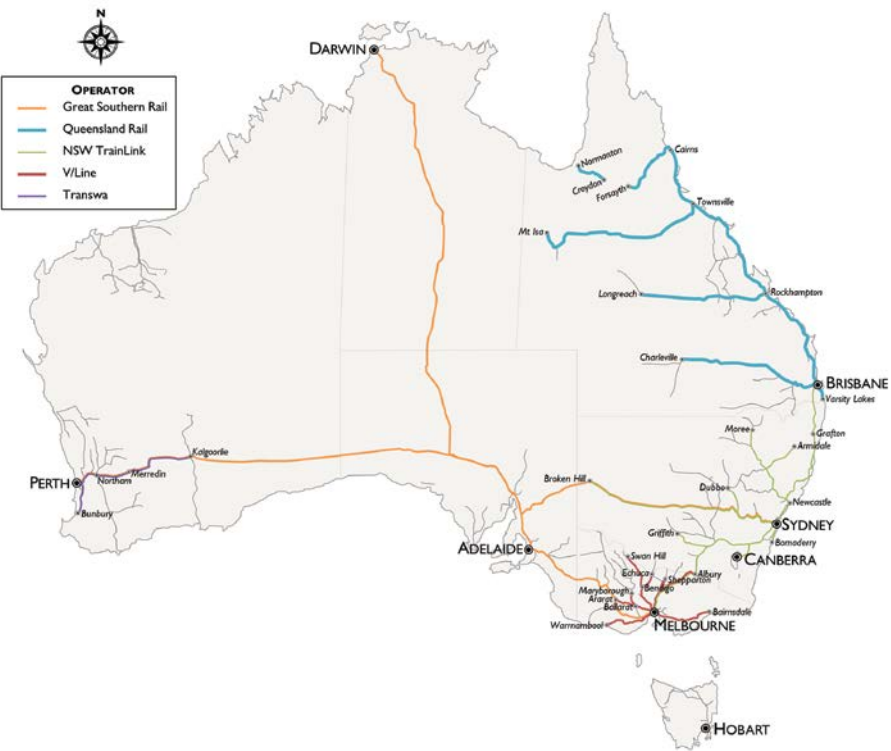 N
DARWIN
OPERATOR
Great Southern Rail
Queensland Rail
NSW TrainLink
V/Line
Transwa
Cairns
Normanton
Croydon
Forsyth
Townsville
Mt Isa
Longreach
Rockhampton
Charleville
BRISBANE
Varsity Lakes
Moree
Grafton
Armidale
Kalgoorlie
Merredin
Northam
PERTH
Bunbury
Broken Hill
Dubbo
Newcastle
SYDNEY
Griffith
Bomaderry
ADELAIDE
CANBERRA
Swan Hill
Echuca
Albury
Shepparton
Bendigo
Maryborough
Ararat
Ballarat
Bairnsdale
Warrnambool
MELBOURNE
HOBART